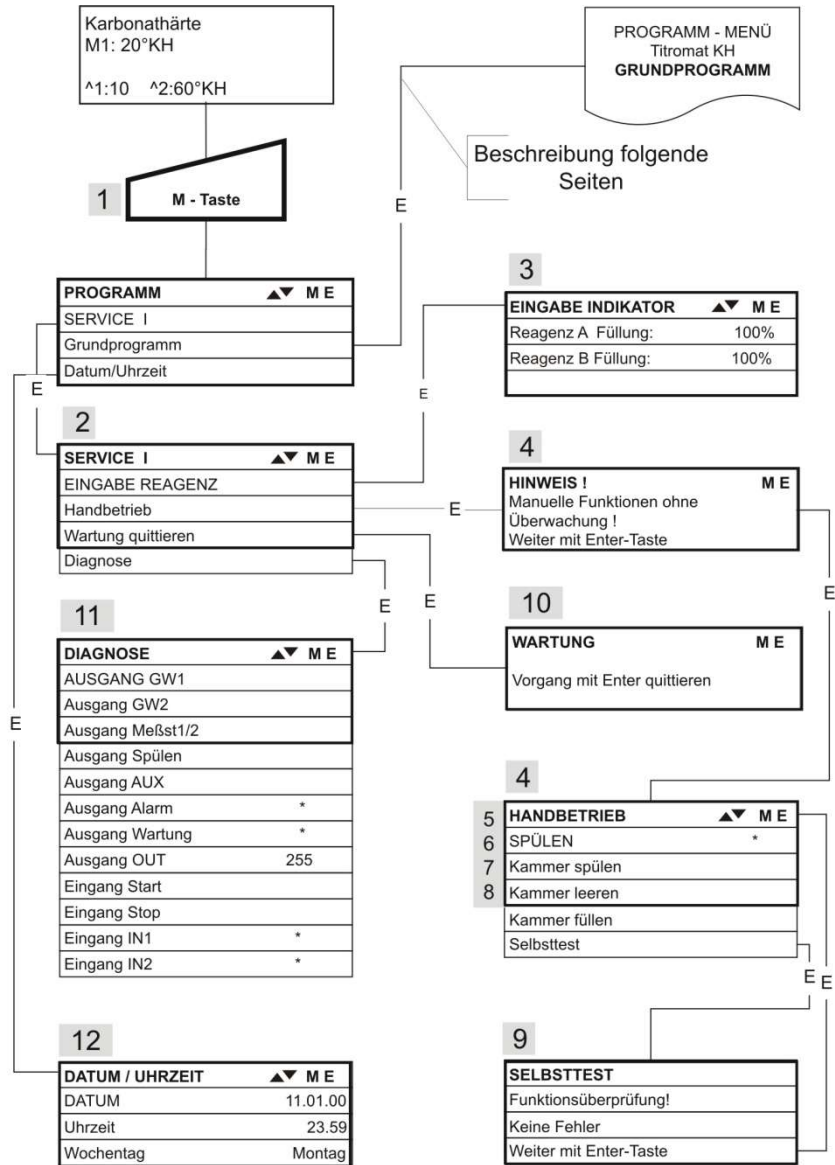 Karbonathärte
M1: 20°KH
^1:10 ^2:60°KH
PROGRAMM - MENÜ
Titromat KH
GRUNDPROGRAMM
Beschreibung folgende
Seiten
1
M - Taste
E
PROGRAMM ▲▼ M E
SERVICE I
Grundprogramm
Datum/Uhrzeit
E
3
EINGABE INDIKATOR ▲▼ M E
Reagenz A Füllung: 100%
Reagenz B Füllung: 100%
E
2
SERVICE I ▲▼ M E
EINGABE REAGENZ
Handbetrieb
Wartung quittieren
Diagnose
E
4
HINWEIS ! M E
Manuelle Funktionen ohne
Überwachung !
Weiter mit Enter-Taste
E
E
E
10
WARTUNG M E
Vorgang mit Enter quittieren
11
DIAGNOSE ▲▼ M E
AUSGANG GW1
Ausgang GW2
Ausgang Meßst1/2
Ausgang Spülen
Ausgang AUX
Ausgang Alarm *
Ausgang Wartung *
Ausgang OUT 255
Eingang Start
Eingang Stop
Eingang IN1 *
Eingang IN2 *
E
4
5 HANDBETRIEB ▲▼ M E
6 SPÜLEN *
7 Kammer spülen
8 Kammer leeren
Kammer füllen
Selbsttest
E E
12
DATUM / UHRZEIT ▲▼ M E
DATUM 11.01.00
Uhrzeit 23.59
Wochentag Montag
9
SELBSTTEST
Funktionsüberprüfung!
Keine Fehler
Weiter mit Enter-Taste